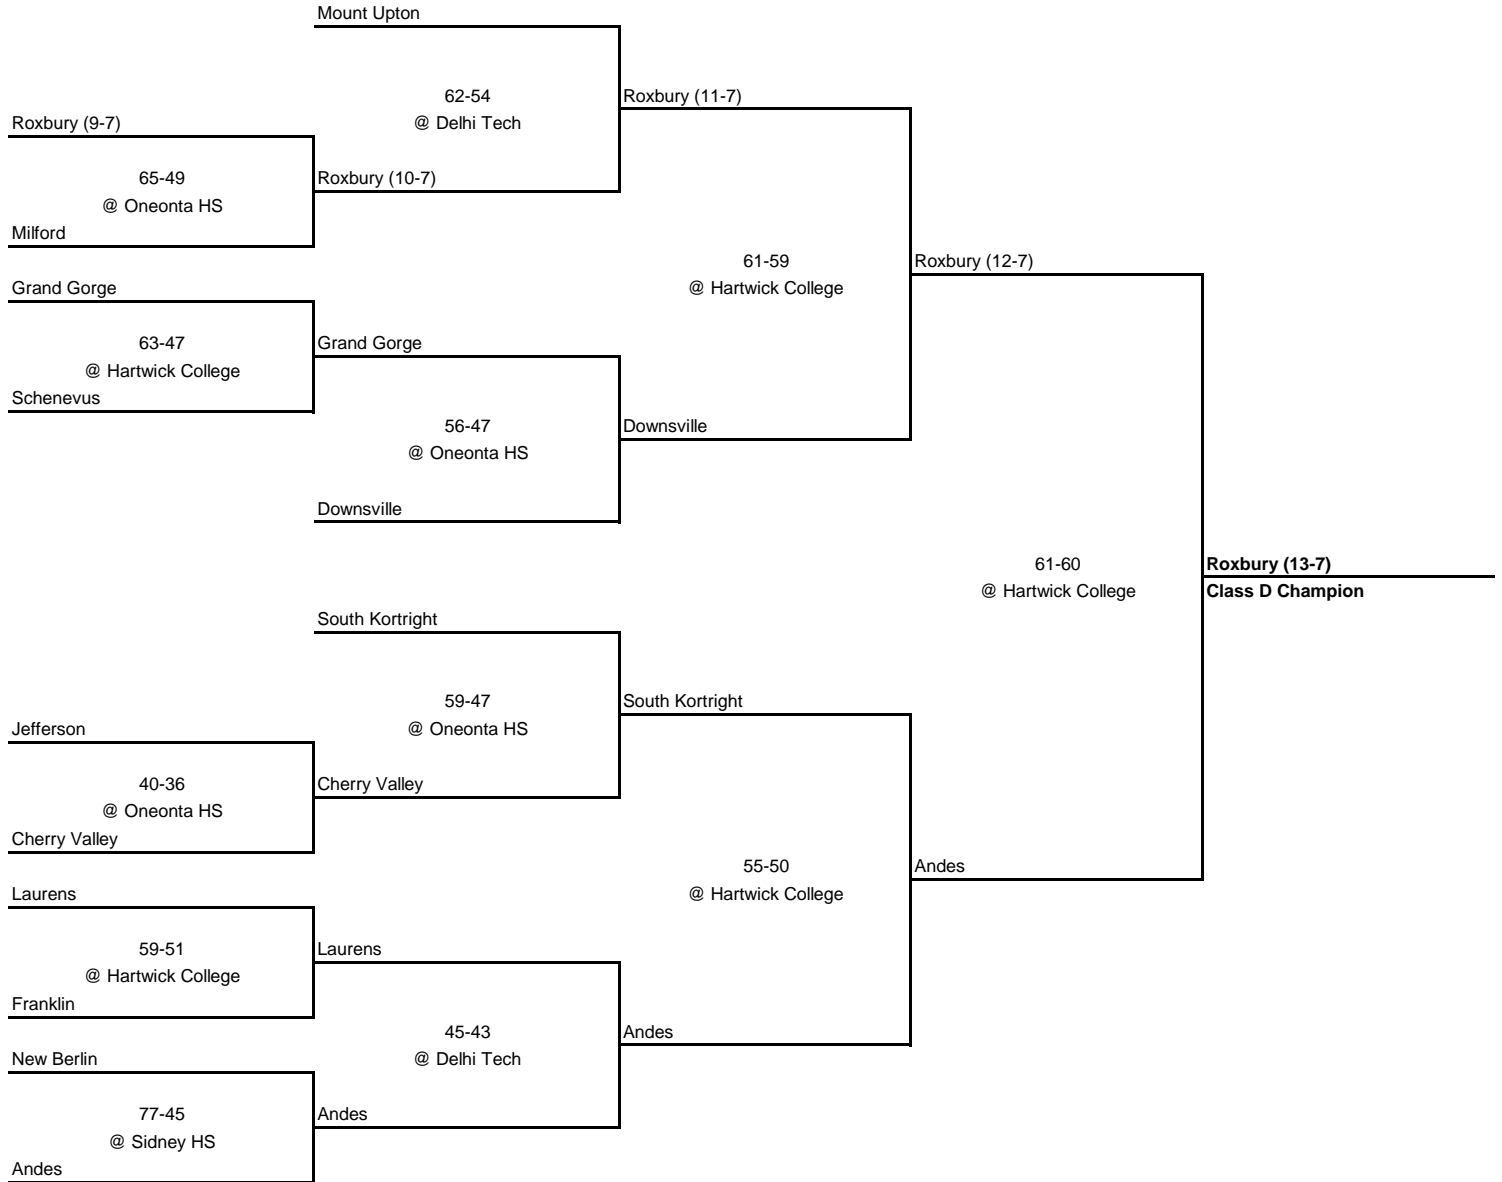 Mount Upton
62-54
@ Delhi Tech
Roxbury (11-7)
Roxbury (9-7)
65-49
@ Oneonta HS
Roxbury (10-7)
Milford
61-59
@ Hartwick College
Roxbury (12-7)
Grand Gorge
63-47
@ Hartwick College
Grand Gorge
Schenevus
56-47
@ Oneonta HS
Downsville
Downsville
61-60
@ Hartwick College
Roxbury (13-7)
Class D Champion
South Kortright
59-47
@ Oneonta HS
South Kortright
Jefferson
40-36
@ Oneonta HS
Cherry Valley
Cherry Valley
55-50
@ Hartwick College
Andes
Laurens
59-51
@ Hartwick College
Laurens
Franklin
45-43
@ Delhi Tech
Andes
New Berlin
77-45
@ Sidney HS
Andes
Andes